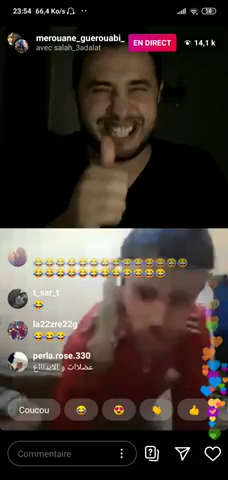 23:54 66,4 Ko/s 58
merouane_guerouabi_
avec salah_3adalat
EN DIRECT
14,1 k
😂😂😂😂😂😂😂😂😂😂😂😂😂😂
😂😂😂😂😂😂😂😂😂😂😂😂
t_sar_t
😂
la22zre22g
😂😂😂
perla.rose.330
عضلات و الابداااع
Coucou 😂 😍 👏 👍
Commentaire